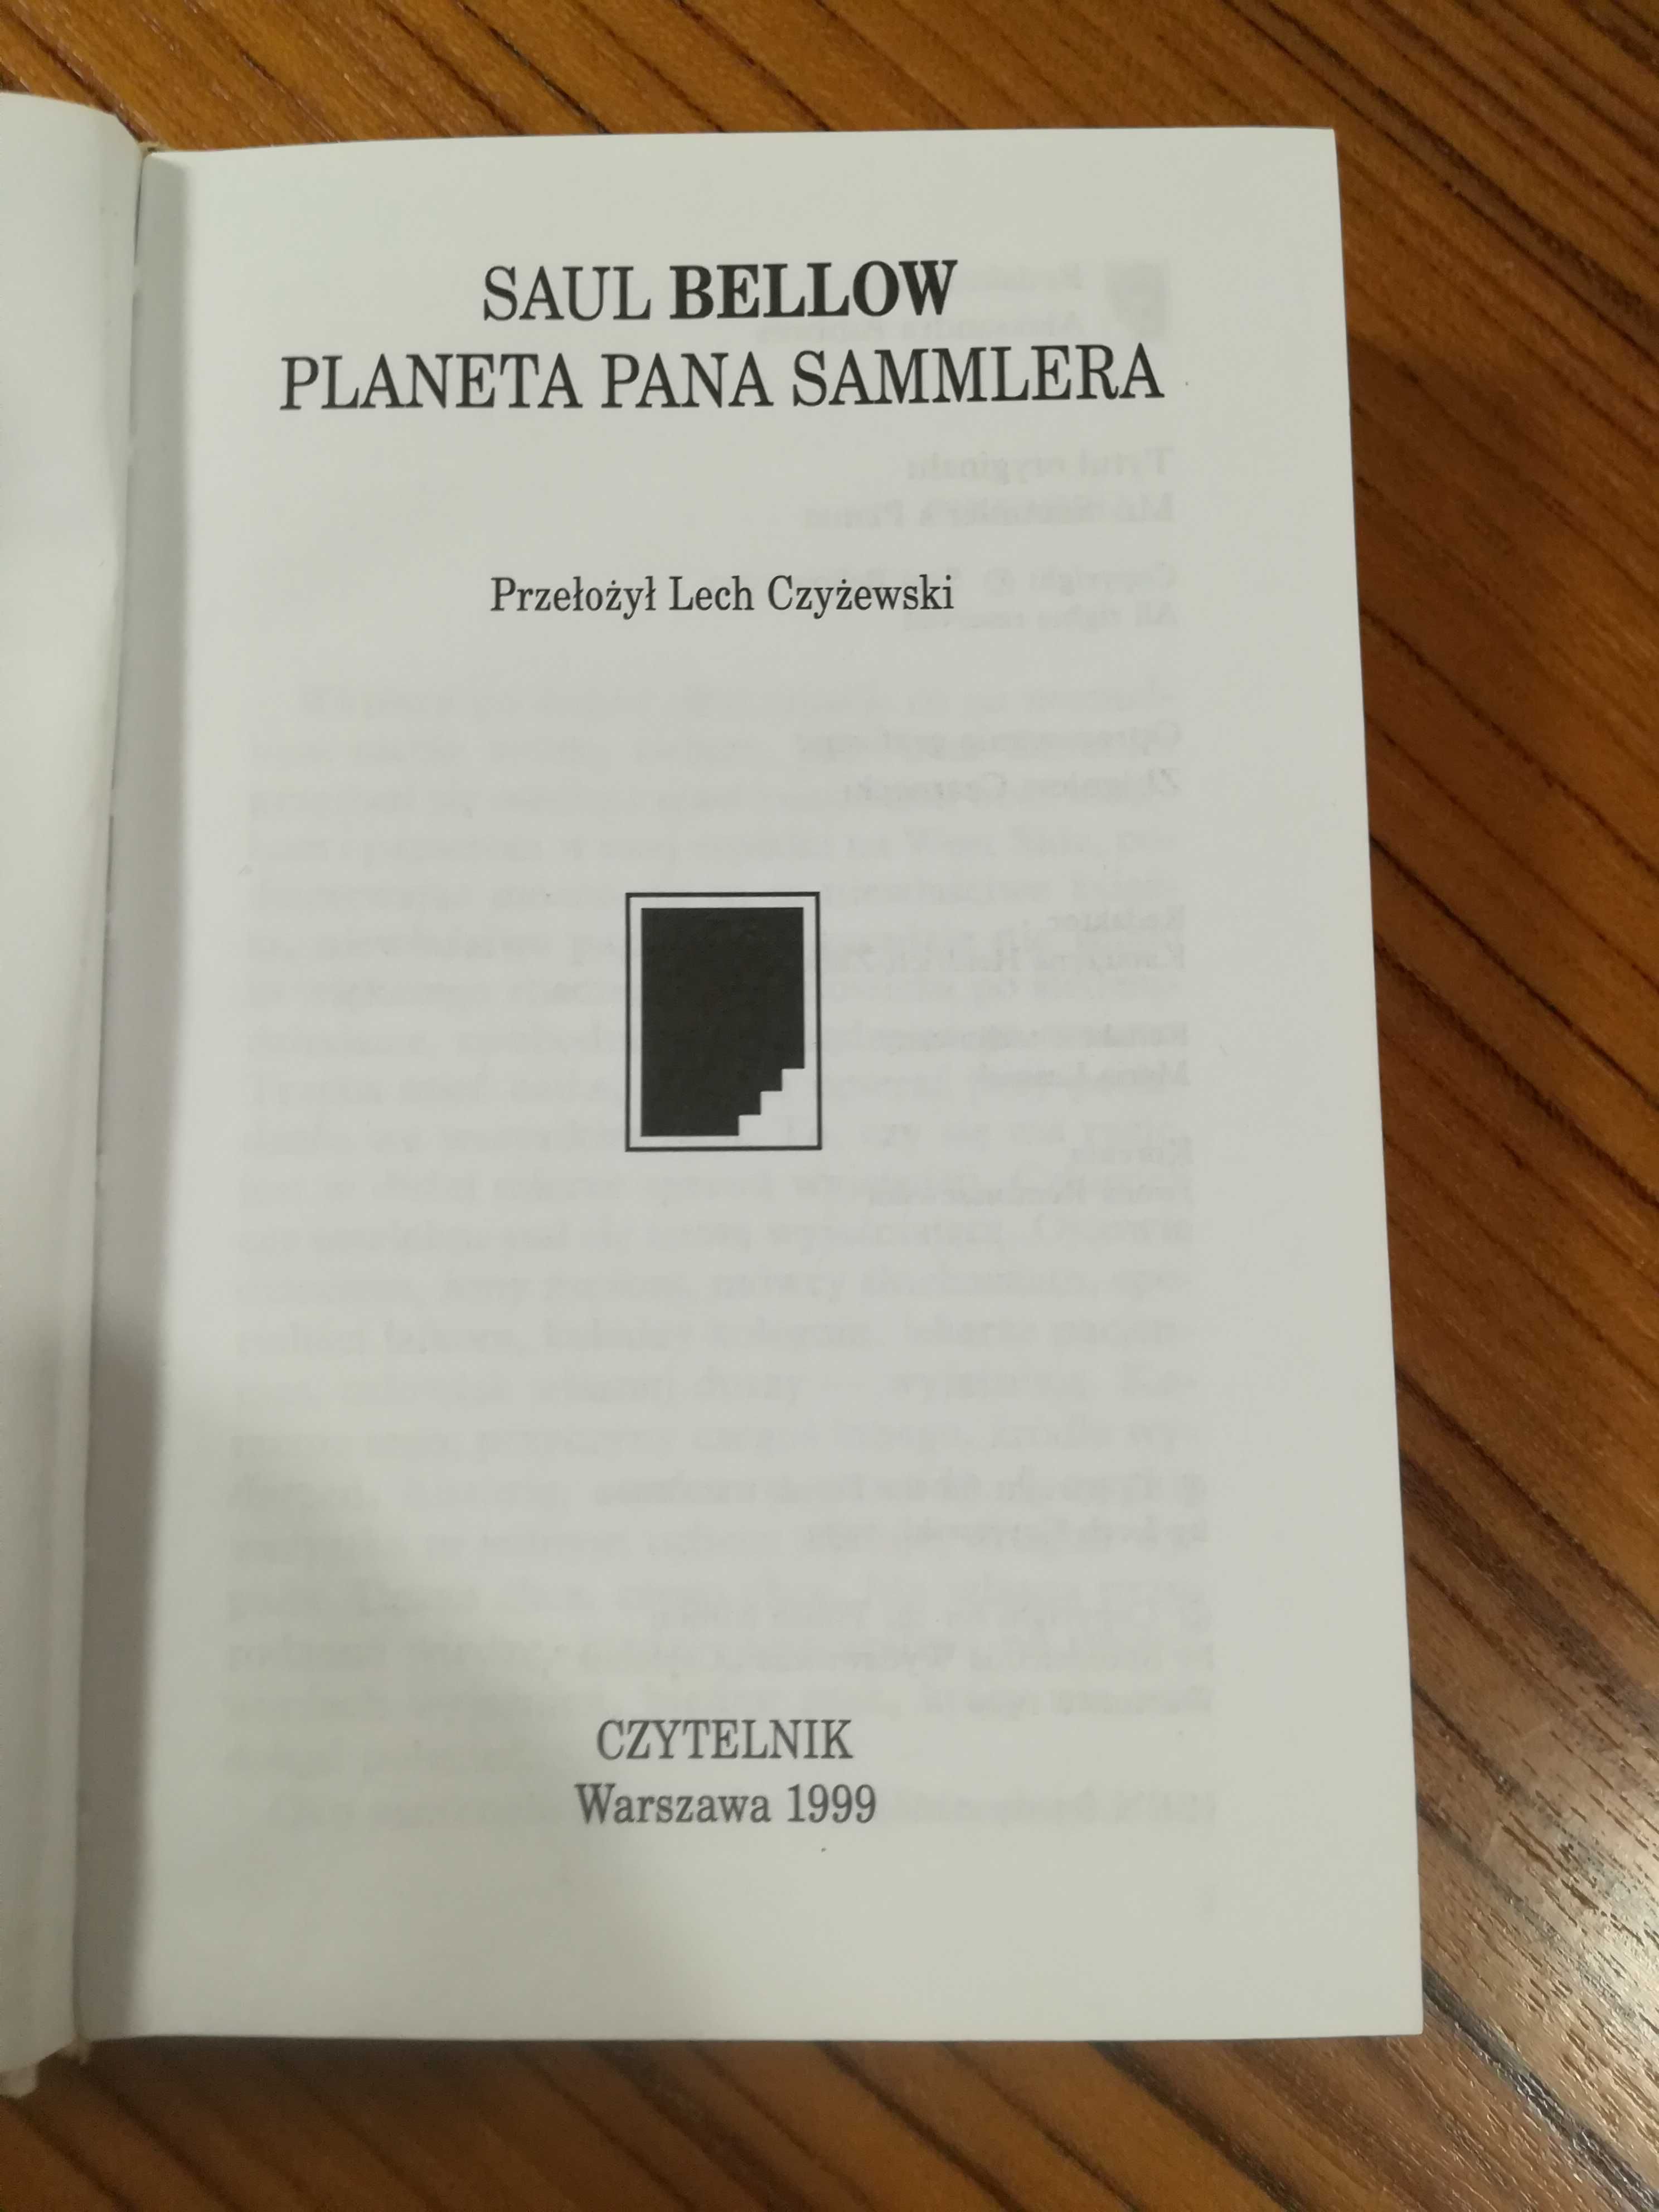 SAUL BELLOW
PLANETA PANA SAMMLERA
Przełożył Lech Czyżewski
CZYTELNIK
Warszawa 1999